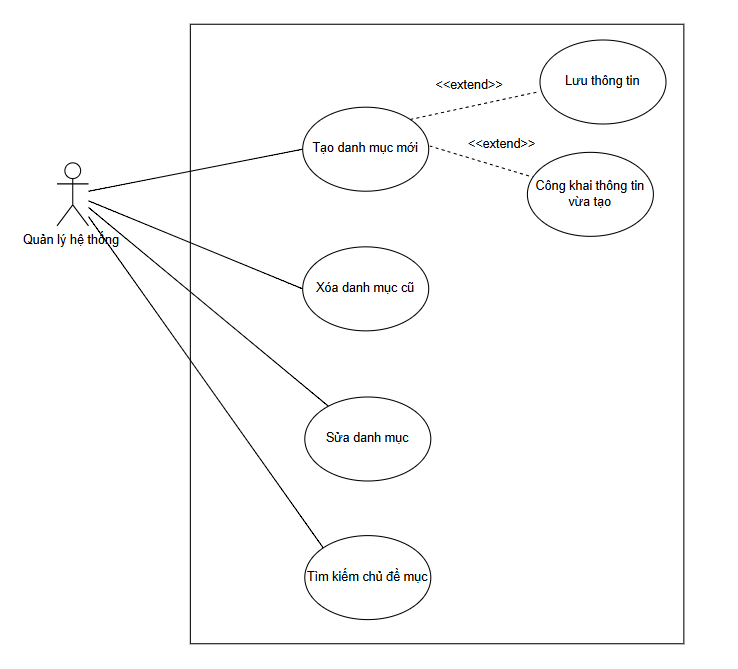 Lưu thông tin
<<extend>>
<<extend>>
Tạo danh mục mới
Công khai thông tin
vừa tạo
Quản lý hệ thống
Xóa danh mục cũ
Sửa danh mục
Tìm kiếm chủ đề mục